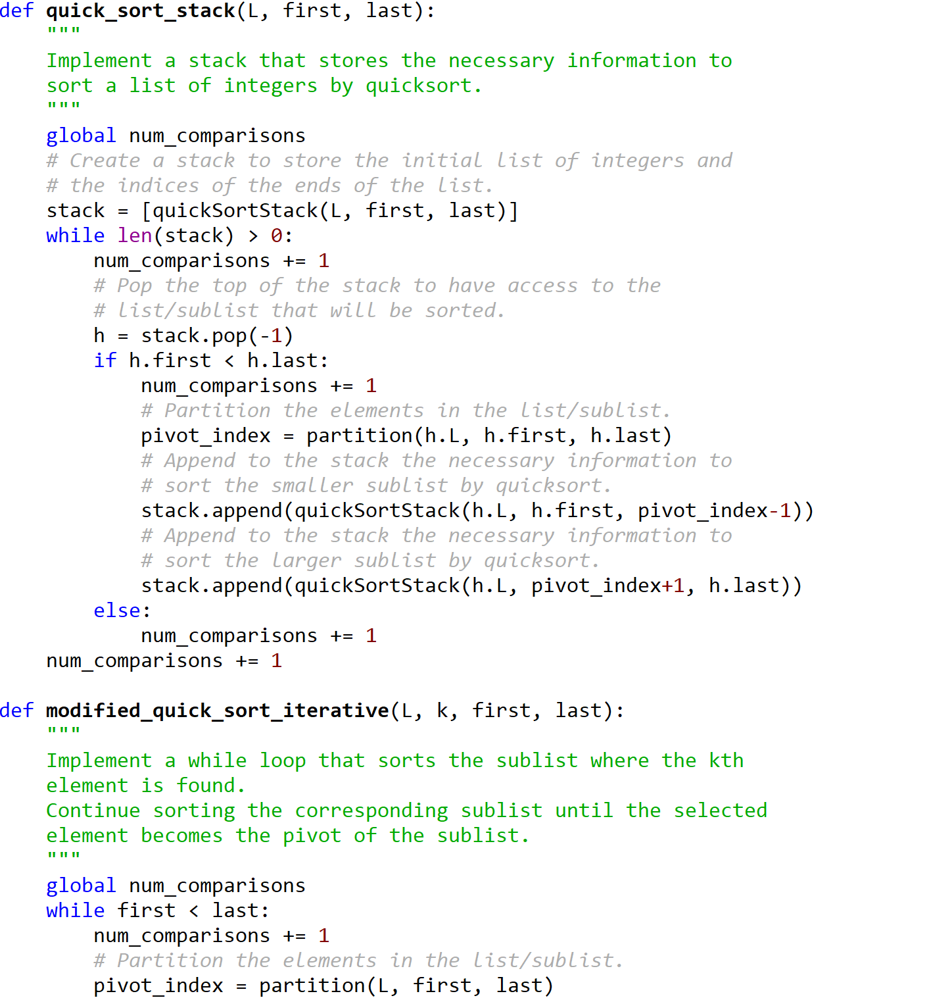 def quick_sort_stack(L, first, last):
    """
    Implement a stack that stores the necessary information to
    sort a list of integers by quicksort.
    """
    global num_comparisons
    # Create a stack to store the initial list of integers and
    # the indices of the ends of the list.
    stack = [quickSortStack(L, first, last)]
    while len(stack) > 0:
        num_comparisons += 1
        # Pop the top of the stack to have access to the
        # list/sublist that will be sorted.
        h = stack.pop(-1)
        if h.first < h.last:
            num_comparisons += 1
            # Partition the elements in the list/sublist.
            pivot_index = partition(h.L, h.first, h.last)
            # Append to the stack the necessary information to
            # sort the smaller sublist by quicksort.
            stack.append(quickSortStack(h.L, h.first, pivot_index-1))
            # Append to the stack the necessary information to
            # sort the larger sublist by quicksort.
            stack.append(quickSortStack(h.L, pivot_index+1, h.last))
        else:
            num_comparisons += 1
    num_comparisons += 1

def modified_quick_sort_iterative(L, k, first, last):
    """
    Implement a while loop that sorts the sublist where the kth
    element is found.
    Continue sorting the corresponding sublist until the selected
    element becomes the pivot of the sublist.
    """
    global num_comparisons
    while first < last:
        num_comparisons += 1
        # Partition the elements in the list/sublist.
        pivot_index = partition(L, first, last)